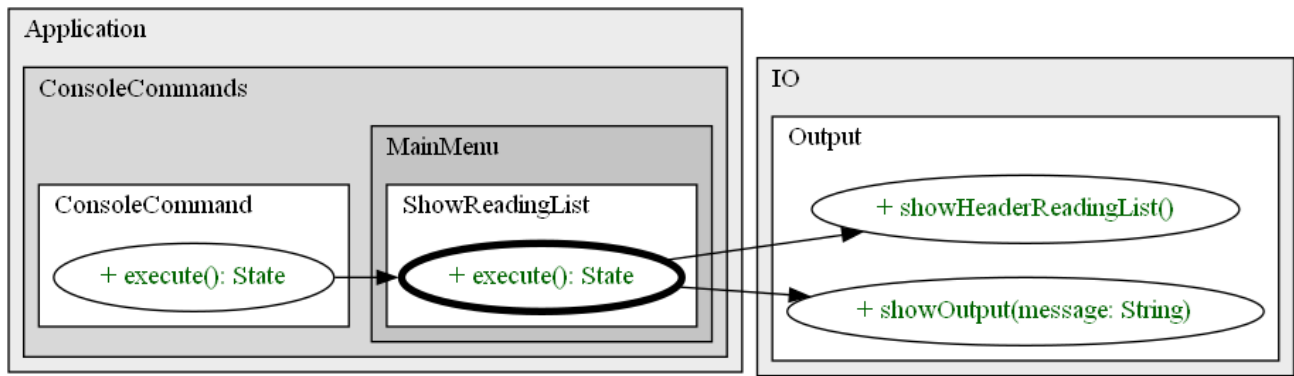 Application
ConsoleCommands
MainMenu
ConsoleCommand
ShowReadingList
+ execute(): State
+ execute(): State
IO
Output
+ showHeaderReadingList()
+ showOutput(message: String)